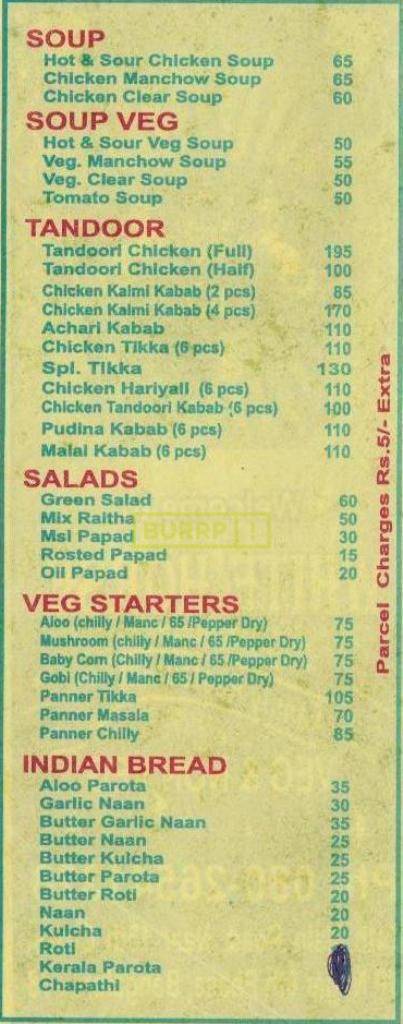 SOUP
Hot & Sour Chicken Soup 65
Chicken Manchow Soup 65
Chicken Clear Soup 60
SOUP VEG
Hot & Sour Veg Soup 50
Veg. Manchow Soup 55
Veg. Clear Soup 50
Tomato Soup 50
TANDOOR
Tandoori Chicken (Full) 195
Tandoori Chicken (Half) 100
Chicken Kalmi Kabab (2 pcs) 85
Chicken Kalmi Kabab (4 pcs) 170
Achari Kabab 110
Chicken Tikka (6 pcs) 110
Spl. Tikka 130
Chicken Hariyali (6 pcs) 110
Chicken Tandoori Kabab (6 pcs) 100
Pudina Kabab (6 pcs) 110
Malai Kabab (6 pcs) 110
SALADS
Green Salad 60
Mix Raitha 50
Msl Papad 30
Rosted Papad 15
Oil Papad 20
BURRP!
VEG STARTERS
Aloo (chilly / Manc / 65 /Pepper Dry) 75
Mushroom (chilly / Manc / 65 /Pepper Dry) 75
Baby Corn (Chilly / Manc / 65 /Pepper Dry) 75
Gobi (Chilly / Manc / 65 / Pepper Dry) 75
Panner Tikka 105
Panner Masala 70
Panner Chilly 85
INDIAN BREAD
Aloo Parota 35
Garlic Naan 30
Butter Garlic Naan 35
Butter Naan 25
Butter Kulcha 25
Butter Parota 25
Butter Roti 20
Naan 20
Kulcha 20
Roti
Kerala Parota
Chapathi
Parcel Charges Rs.5/- Extra